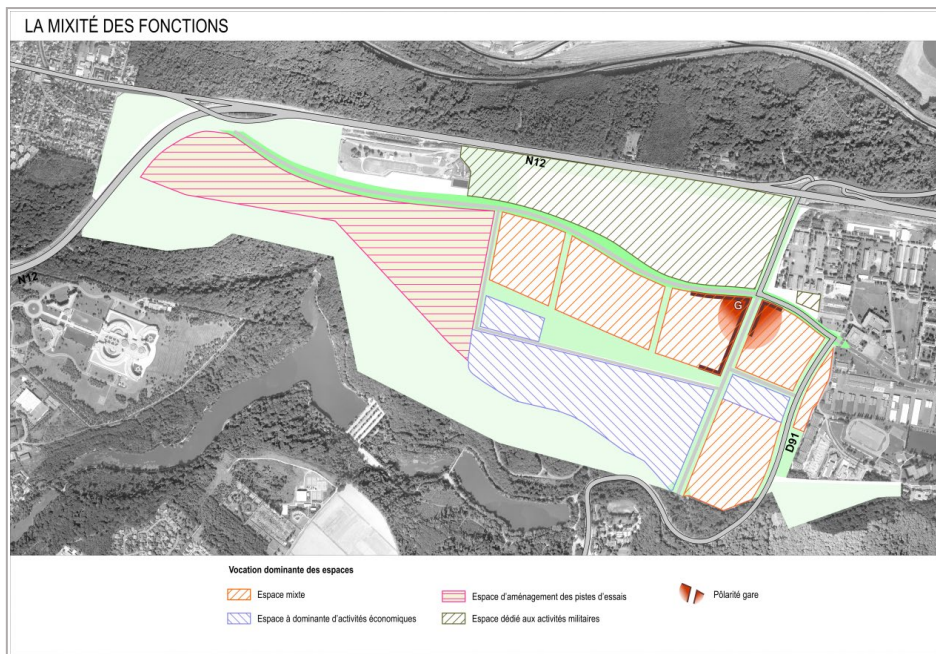 LA MIXITÉ DES FONCTIONS
N12
N12
G
D91
Vocation dominante des espaces
Espace mixte
Espace d'aménagement des pistes d'essais
Pôlarité gare
Espace à dominante d'activités économiques
Espace dédié aux activités militaires